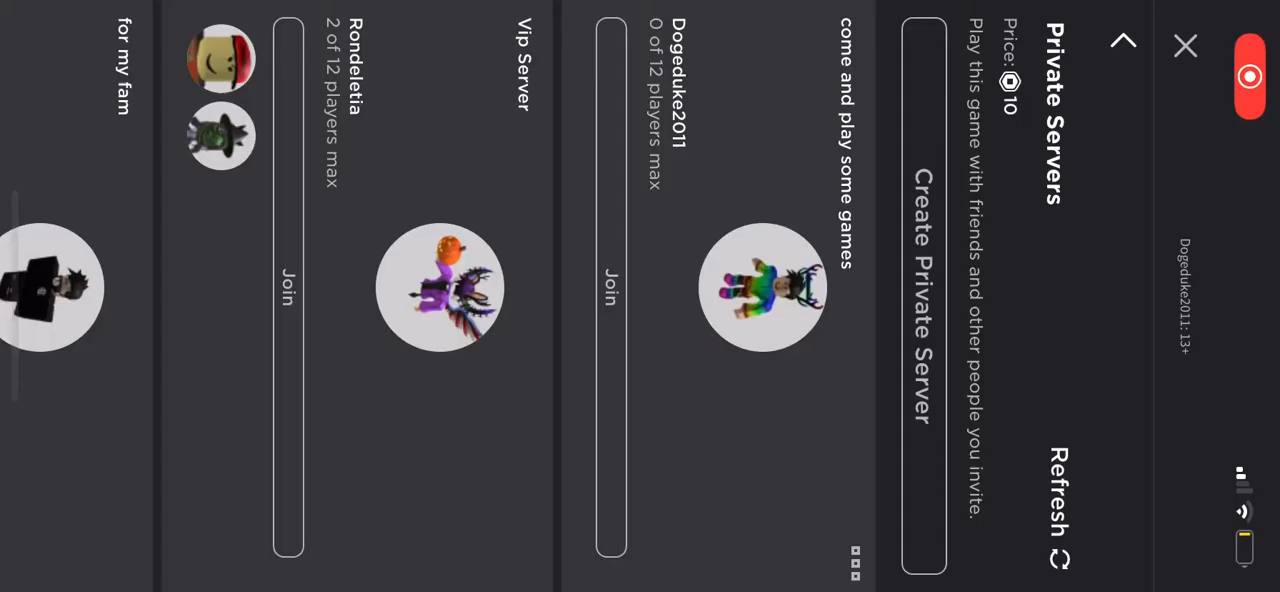 Dogeduke2011: 13+
Private Servers
Refresh
Price: 10
Play this game with friends and other people you invite.
Create Private Server
come and play some games
Dogeduke2011
0 of 12 players max
Join
Vip Server
Rondeletia
2 of 12 players max
Join
for my fam